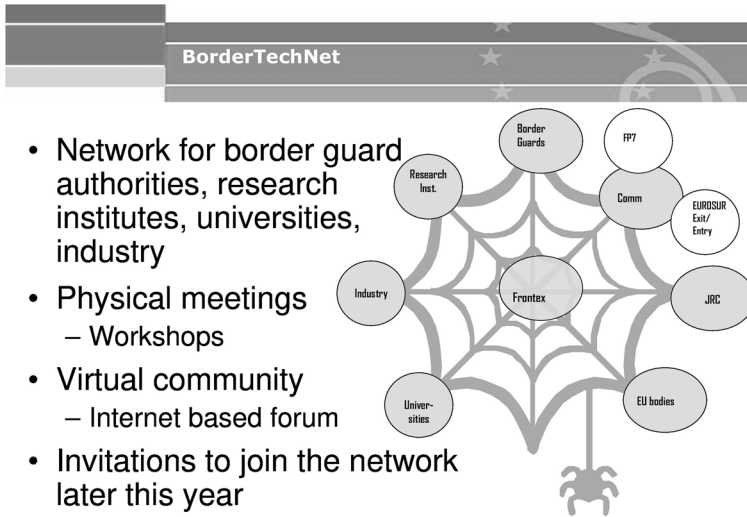 BorderTechNet
• Network for border guard
authorities, research
institutes, universities,
industry
• Physical meetings
– Workshops
• Virtual community
– Internet based forum
• Invitations to join the network
later this year
Border
Guards
FP7
Research
Inst.
Comm
EUROSUR
Exit/
Entry
Industry
Frontex
JRC
Univer-
sities
EU bodies